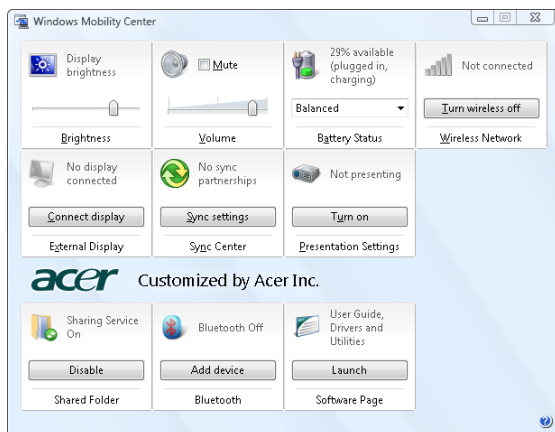 Windows Mobility Center
Display
brightness
Brightness
Mute
Volume
29% available
(plugged in,
charging)
Balanced
Battery Status
Not connected
Turn wireless off
Wireless Network
No display
connected
Connect display
External Display
No sync
partnerships
Sync settings
Sync Center
Not presenting
Turn on
Presentation Settings
acer Customized by Acer Inc.
Sharing Service
On
Disable
Shared Folder
Bluetooth Off
Add device
Bluetooth
User Guide,
Drivers and
Utilities
Launch
Software Page
?